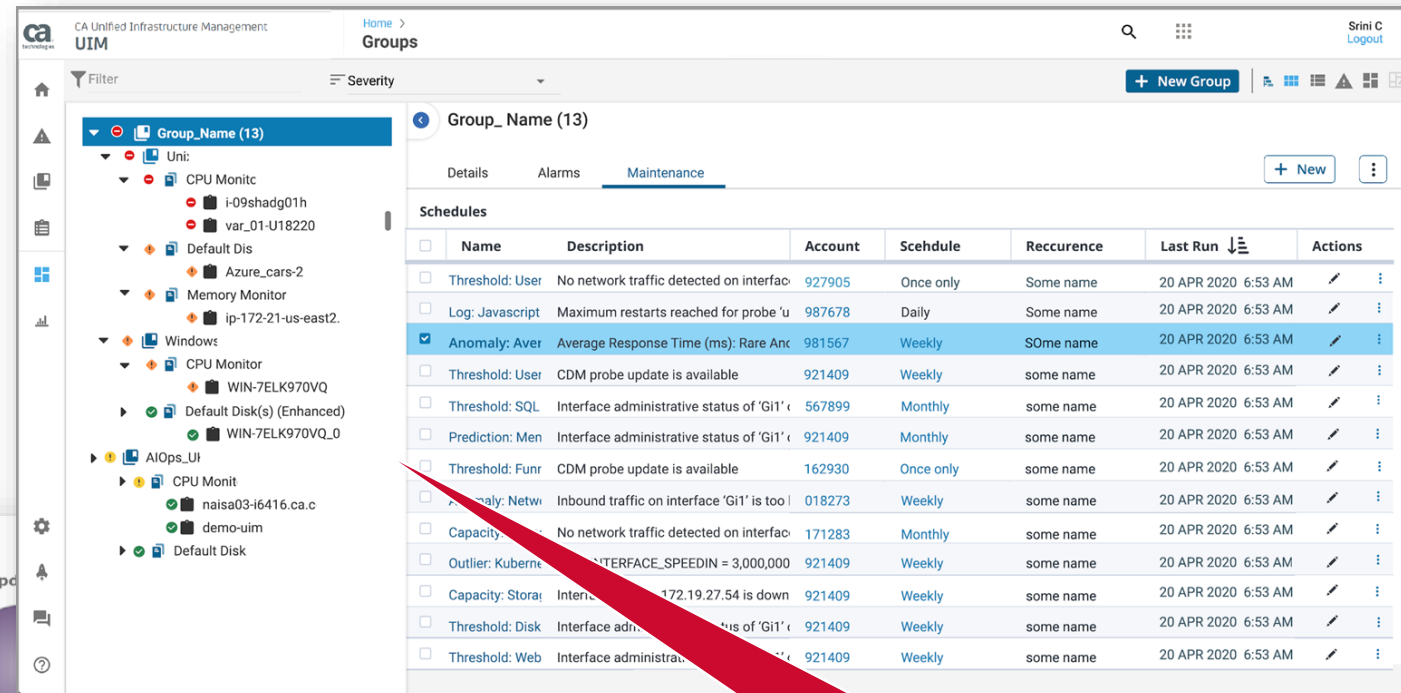 ca
technologies
CA Unified Infrastructure Management
UIM
Home >
Groups
Srini C
Logout
Filter
Severity
+ New Group
Group_Name (13)
Uni:
CPU Monitc
i-09shadg01h
var_01-U18220
Default Dis
Azure_cars-2
Memory Monitor
ip-172-21-us-east2.
Windows
CPU Monitor
WIN-7ELK970VQ
Default Disk(s) (Enhanced)
WIN-7ELK970VQ_0
AIOps_UI
CPU Monit
naisa03-i6416.ca.c
demo-uim
Default Disk
Group_ Name (13)
Details Alarms Maintenance
+ New
Schedules
Name Description Account Scehdule Reccurence Last Run Actions
Threshold: User No network traffic detected on interfac 927905 Once only Some name 20 APR 2020 6:53 AM
Log: Javascript Maximum restarts reached for probe 'u 987678 Daily Some name 20 APR 2020 6:53 AM
Anomaly: Aver Average Response Time (ms): Rare Anc 981567 Weekly SOme name 20 APR 2020 6:53 AM
Threshold: User CDM probe update is available 921409 Weekly some name 20 APR 2020 6:53 AM
Threshold: SQL Interface administrative status of 'Gi1' 567899 Monthly some name 20 APR 2020 6:53 AM
Prediction: Men Interface administrative status of 'Gi1' 921409 Monthly some name 20 APR 2020 6:53 AM
Threshold: Funr CDM probe update is available 162930 Once only some name 20 APR 2020 6:53 AM
Inbound traffic on interface 'Gi1' is too 018273 Weekly some name 20 APR 2020 6:53 AM
Capacity: No network traffic detected on interfac 171283 Monthly some name 20 APR 2020 6:53 AM
Outlier: Kuberne INTERFACE_SPEEDIN = 3,000,000 921409 Weekly some name 20 APR 2020 6:53 AM
Capacity: Storag 172.19.27.54 is down 921409 Weekly some name 20 APR 2020 6:53 AM
Threshold: Disk Interface of 'Gi1' 921409 Weekly some name 20 APR 2020 6:53 AM
Threshold: Web Interface 921409 Weekly some name 20 APR 2020 6:53 AM